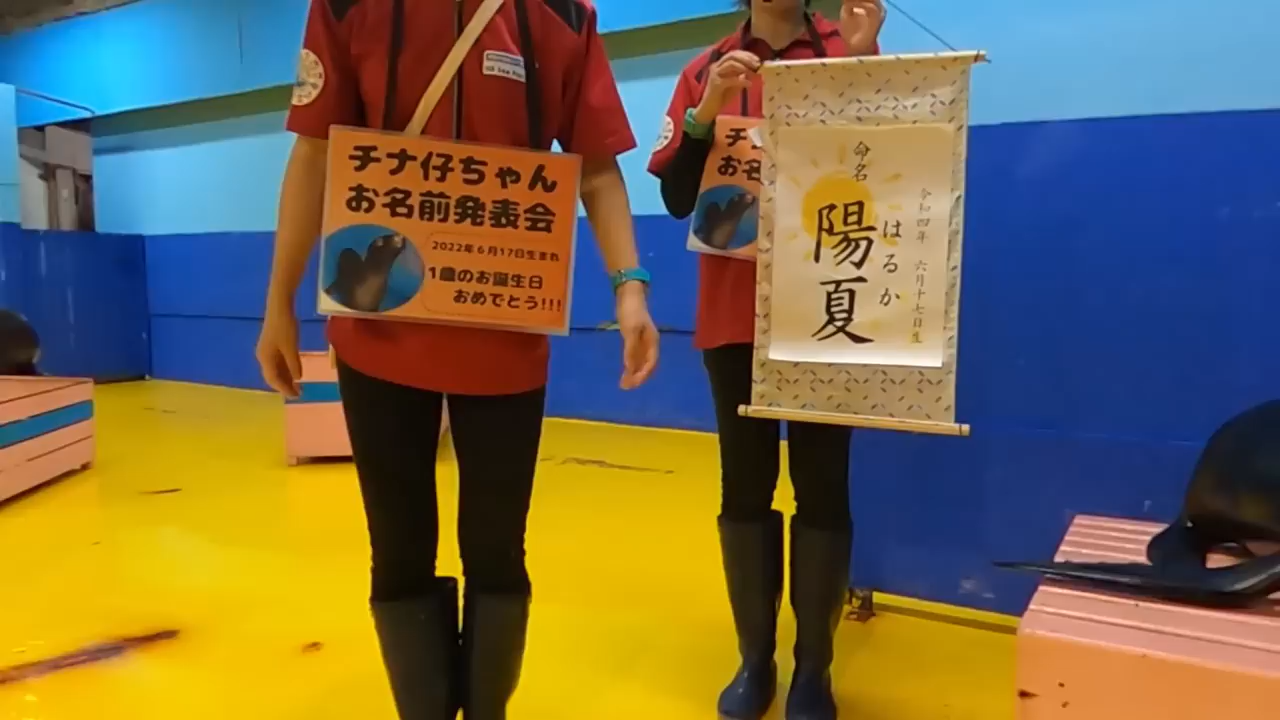 チナ仔ちゃん
お名前発表会
2022年6月17日生まれ
1歳のお誕生日
おめでとう!!!
チナ
お名
命名
陽夏
はるか
令和四年 六月十七日生